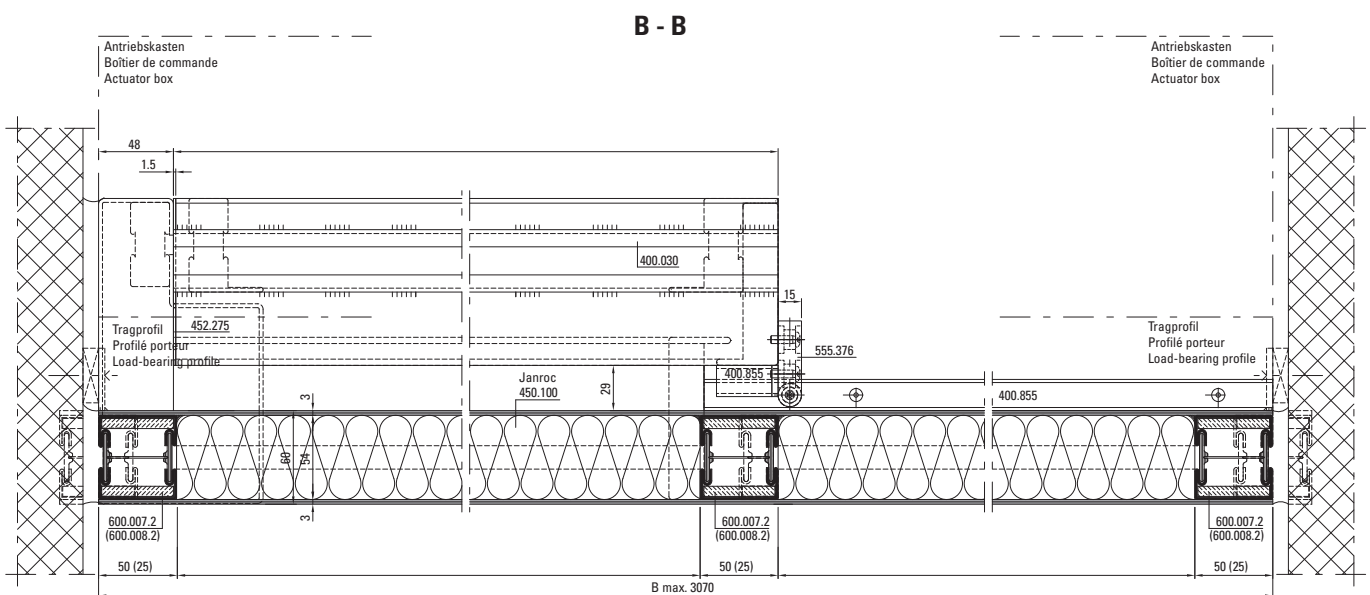 B - B
Antriebskasten
Boîtier de commande
Actuator box
Antriebskasten
Boîtier de commande
Actuator box
48
1.5
400.030
15
Tragprofil
Profilé porteur
Load-bearing profile
452.275
Tragprofil
Profilé porteur
Load-bearing profile
555.376
400.855
Janroc
450.100
29
3
400.855
60
54
3
600.007.2
(600.008.2)
600.007.2
(600.008.2)
600.007.2
(600.008.2)
50 (25)
50 (25)
50 (25)
B max. 3070